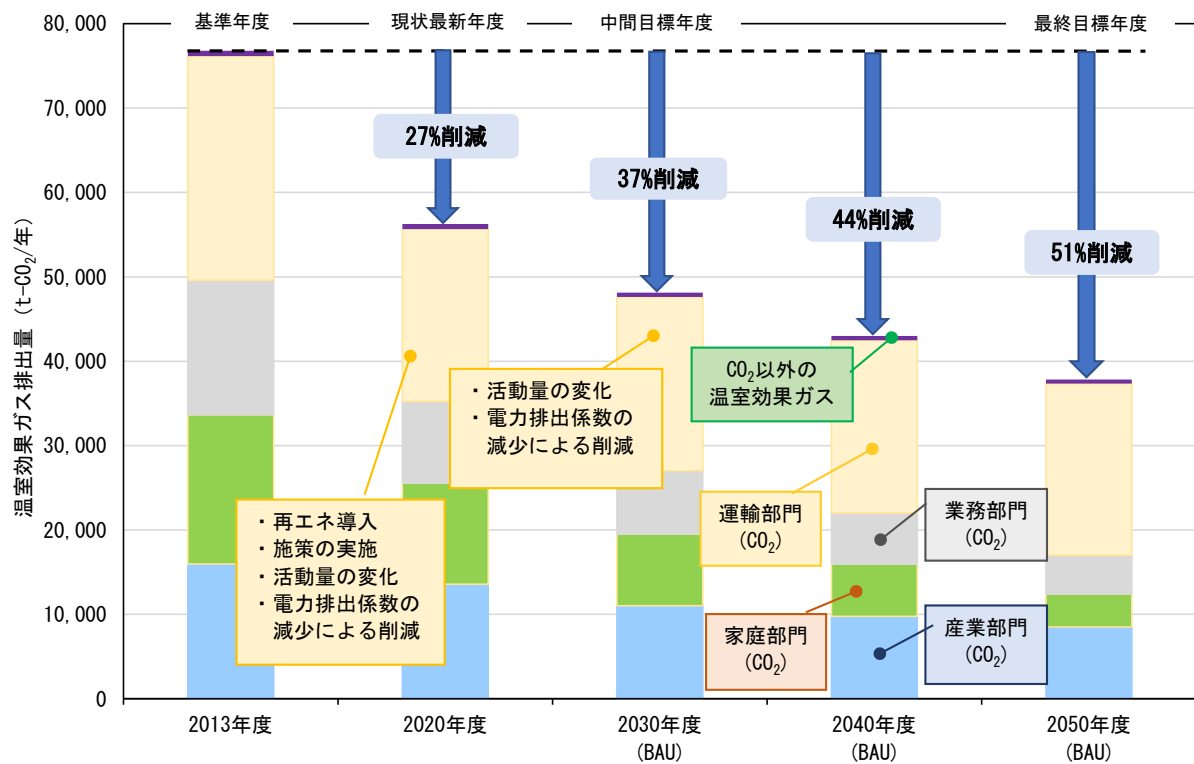 基準年度
現状最新年度
中間目標年度
最終目標年度
温室効果ガス排出量 (t-CO₂/年)
80,000
70,000
60,000
50,000
40,000
30,000
20,000
10,000
0
27%削減
37%削減
44%削減
51%削減
・再エネ導入
・施策の実施
・活動量の変化
・電力排出係数の
減少による削減
・活動量の変化
・電力排出係数の
減少による削減
CO₂以外の
温室効果ガス
運輸部門
(CO₂)
業務部門
(CO₂)
家庭部門
(CO₂)
産業部門
(CO₂)
2013年度
2020年度
2030年度
(BAU)
2040年度
(BAU)
2050年度
(BAU)